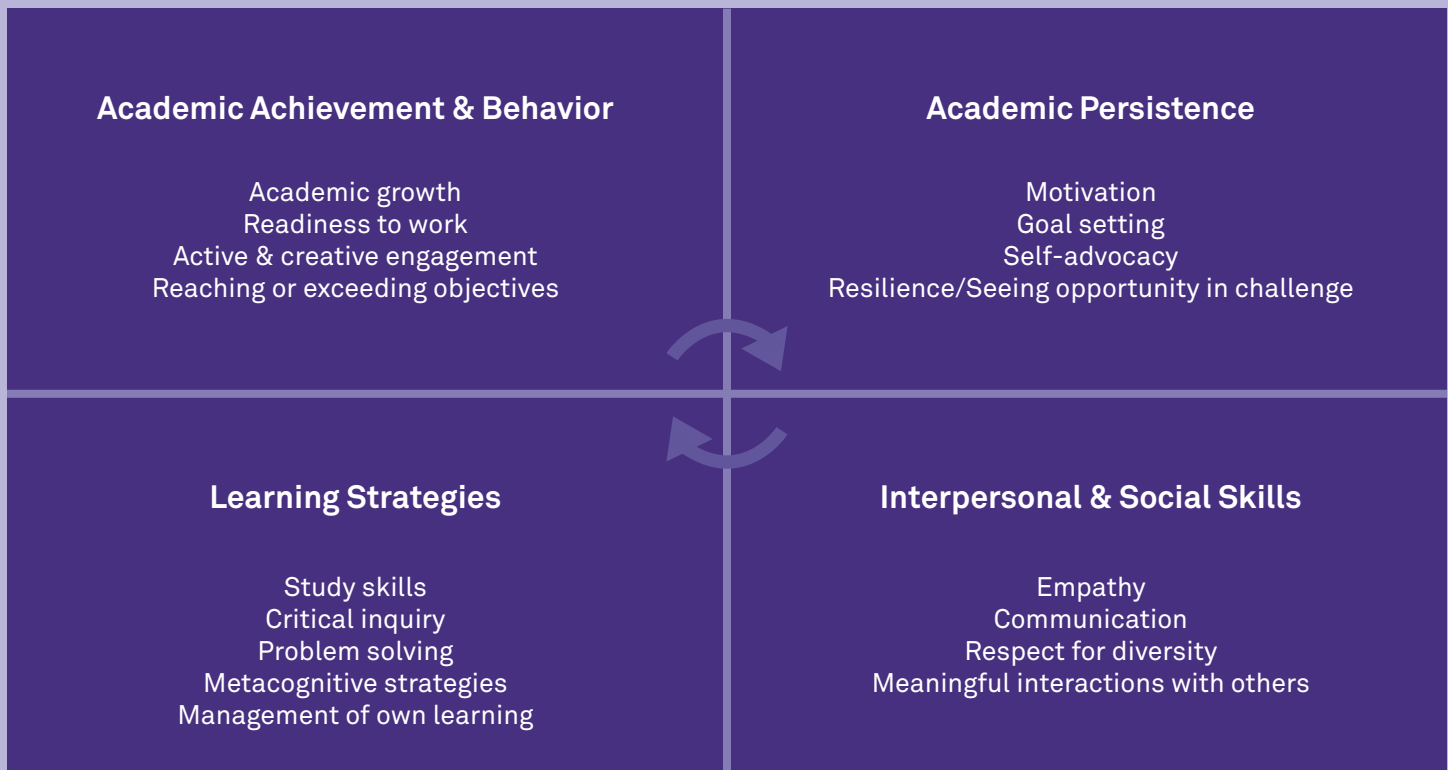 Academic Achievement & Behavior
Academic growth
Readiness to work
Active & creative engagement
Reaching or exceeding objectives
Academic Persistence
Motivation
Goal setting
Self-advocacy
Resilience/Seeing opportunity in challenge
Learning Strategies
Study skills
Critical inquiry
Problem solving
Metacognitive strategies
Management of own learning
Interpersonal & Social Skills
Empathy
Communication
Respect for diversity
Meaningful interactions with others